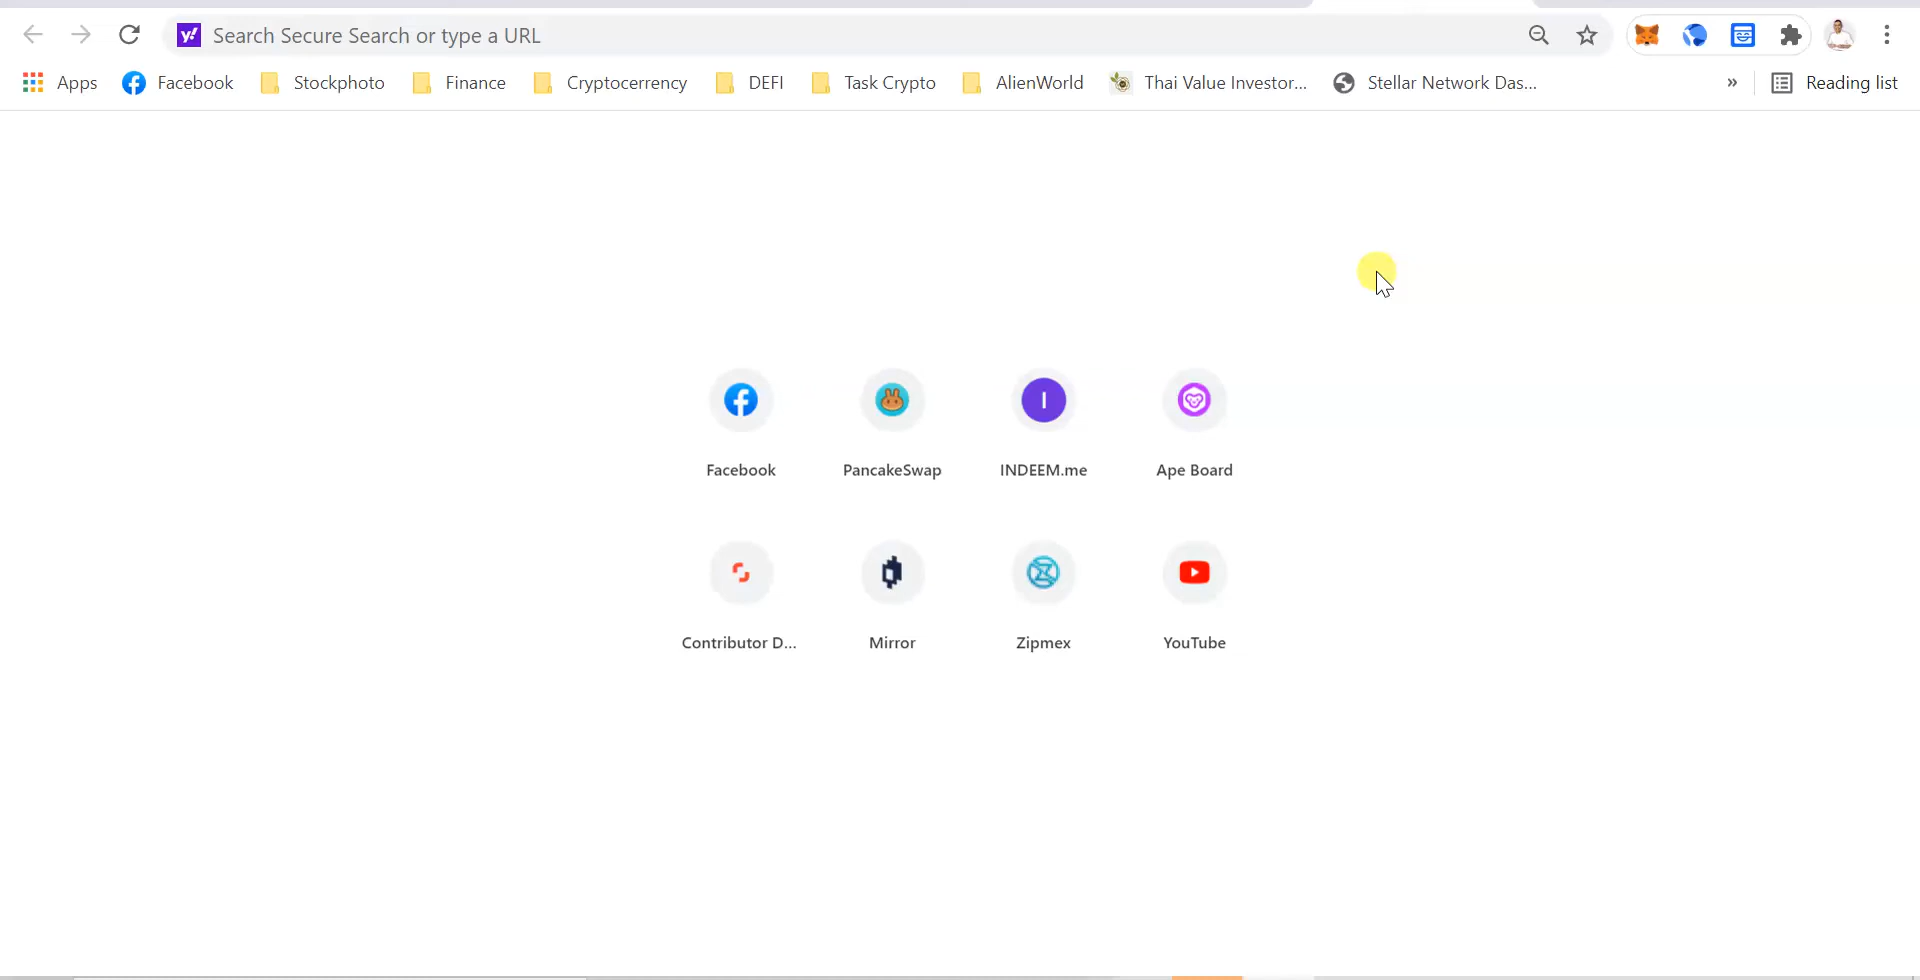 y! Search Secure Search or type a URL
Apps Facebook Stockphoto Finance Cryptocerrency DEFI Task Crypto AlienWorld Thai Value Investor... Stellar Network Das... » Reading list
Facebook PancakeSwap INDEEM.me Ape Board
Contributor D... Mirror Zipmex YouTube